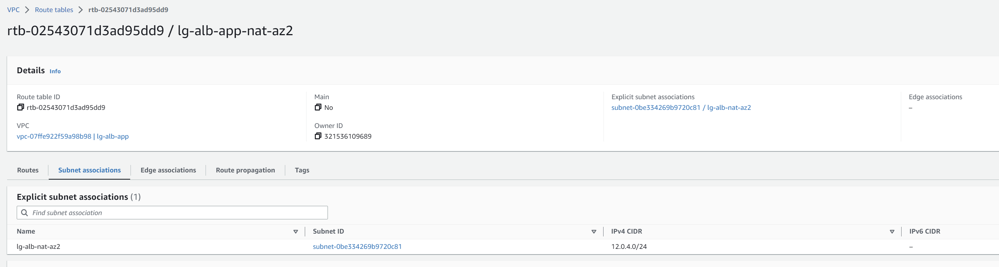 VPC > Route tables > rtb-02543071d3ad95dd9
rtb-02543071d3ad95dd9 / lg-alb-app-nat-az2
Details Info
Route table ID
rtb-02543071d3ad95dd9
Main
No
Explicit subnet associations
subnet-0be334269b9720c81 / lg-alb-nat-az2
Edge associations
–
VPC
vpc-07ffe922f59a98b98 | lg-alb-app
Owner ID
321536109689
Routes Subnet associations Edge associations Route propagation Tags
Explicit subnet associations (1)
Find subnet association
Name Subnet ID IPv4 CIDR IPv6 CIDR
lg-alb-nat-az2 subnet-0be334269b9720c81 12.0.4.0/24 –